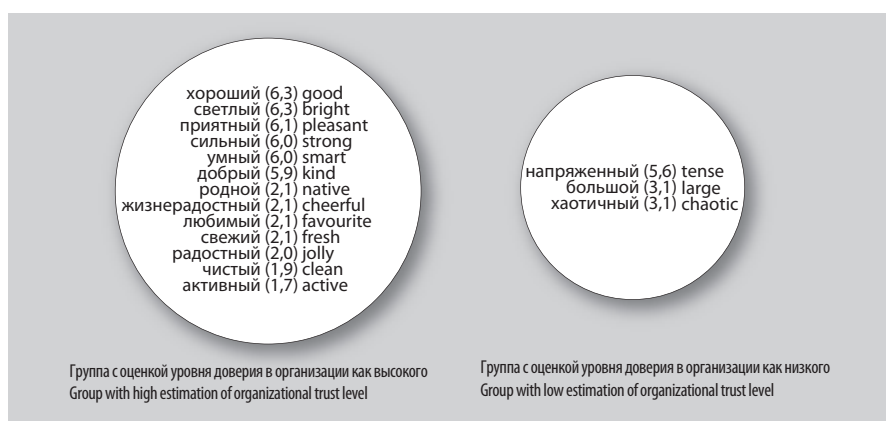 хороший (6,3) good
светлый (6,3) bright
приятный (6,1) pleasant
сильный (6,0) strong
умный (6,0) smart
добрый (5,9) kind
родной (2,1) native
жизнерадостный (2,1) cheerful
любимый (2,1) favourite
свежий (2,1) fresh
радостный (2,0) jolly
чистый (1,9) clean
активный (1,7) active
Группа с оценкой уровня доверия в организации как высокого
Group with high estimation of organizational trust level
напряженный (5,6) tense
большой (3,1) large
хаотичный (3,1) chaotic
Группа с оценкой уровня доверия в организации как низкого
Group with low estimation of organizational trust level